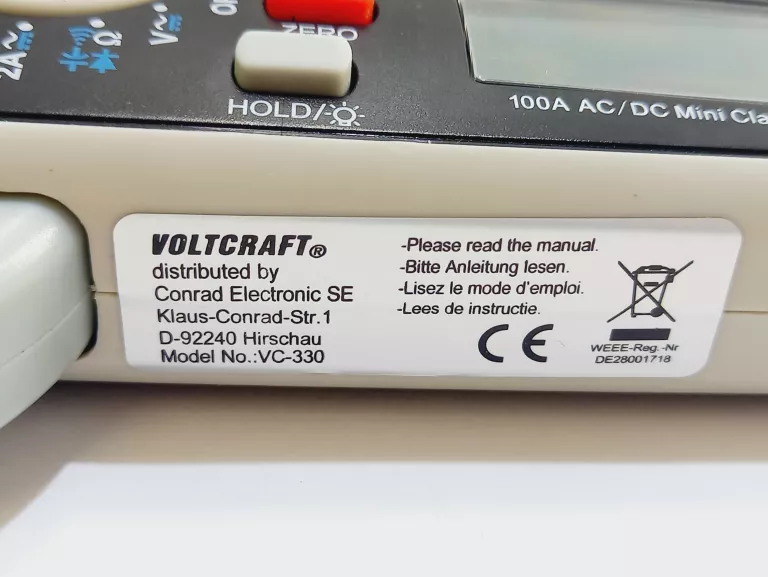 2A
Ω
V
ZERO
HOLD/
100A AC/DC Mini
VOLTCRAFT®
distributed by
Conrad Electronic SE
Klaus-Conrad-Str.1
D-92240 Hirschau
Model No.:VC-330
-Please read the manual.
-Bitte Anleitung lesen.
-Lisez le mode d'emploi.
-Lees de instructie.
CE
WEEE-Reg.-Nr
DE28001718